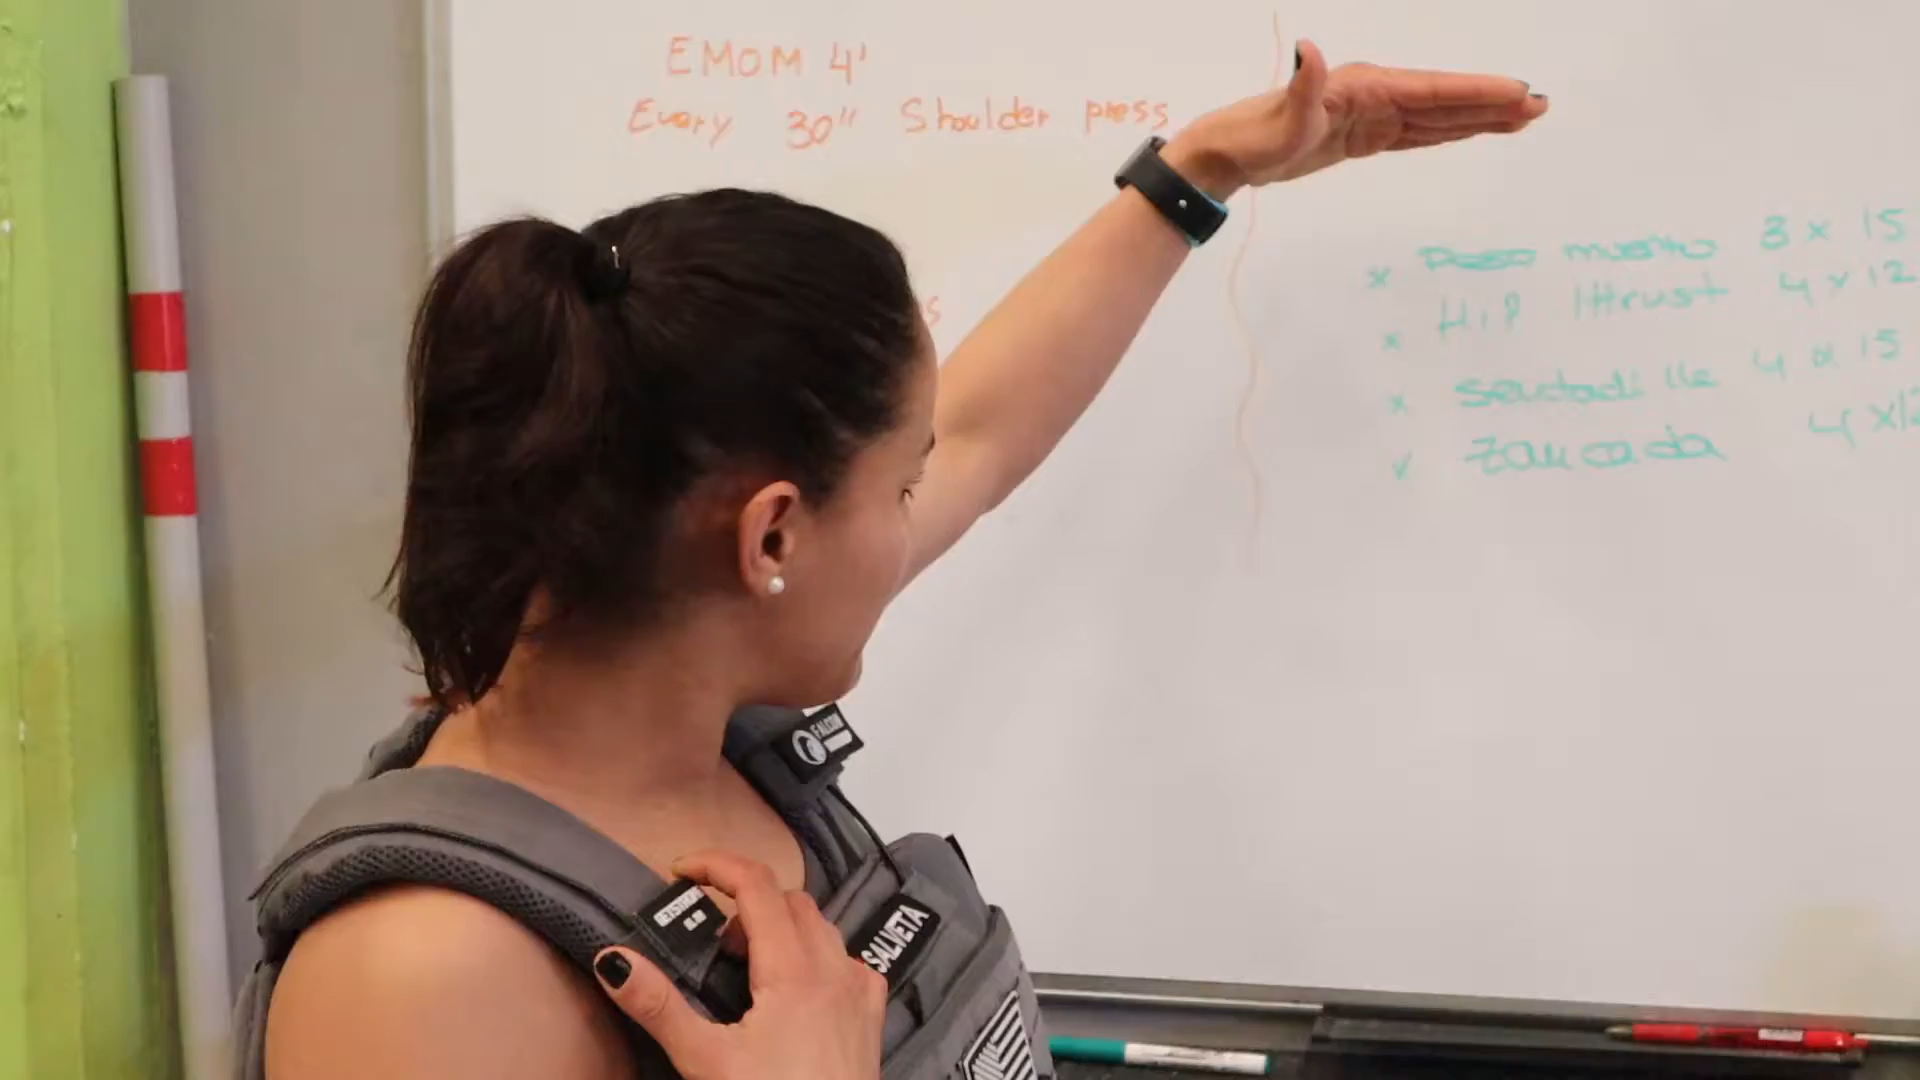 EMOM 4'
Every 30" Shoulder press
s
x Peso muerto 3 x 15
x Hip thrust 4 x 12
x Sentadilla 4 x 15
x zancada 4 x 12
FALCON
SALVETA